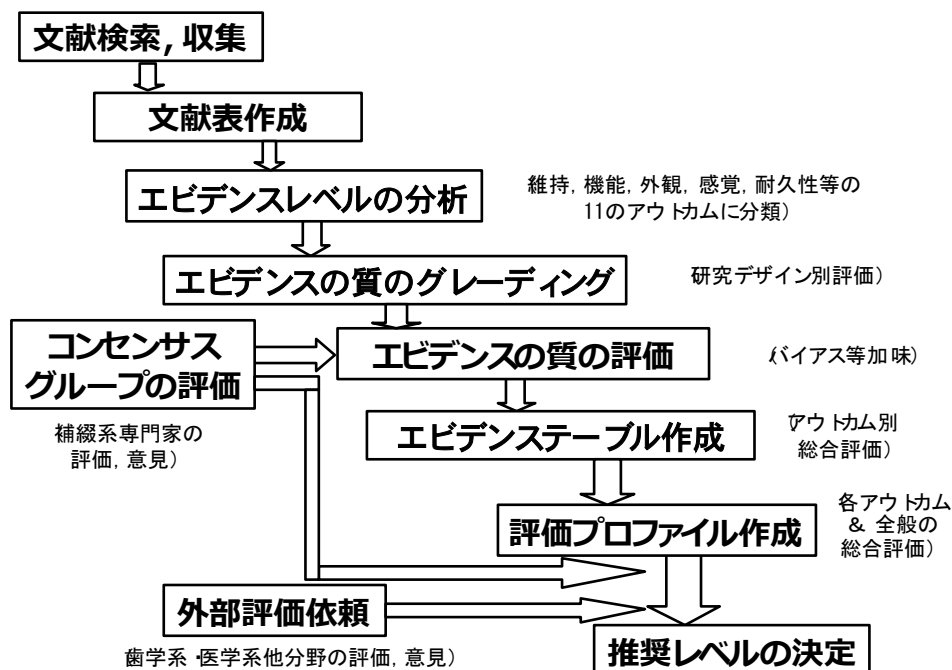 文献検索, 収集
文献表作成
エビデンスレベルの分析
維持, 機能, 外観, 感覚, 耐久性等の
11のアウトカムに分類)
エビデンスの質のグレーディング
研究デザイン別評価)
コンセンサス
グループの評価
補綴系専門家の
評価, 意見)
エビデンスの質の評価
(バイアス等加味)
エビデンステーブル作成
アウトカム別
総合評価)
評価プロファイル作成
各アウトカム
& 全般の
総合評価)
外部評価依頼
歯学系・医学系他分野の評価, 意見)
推奨レベルの決定